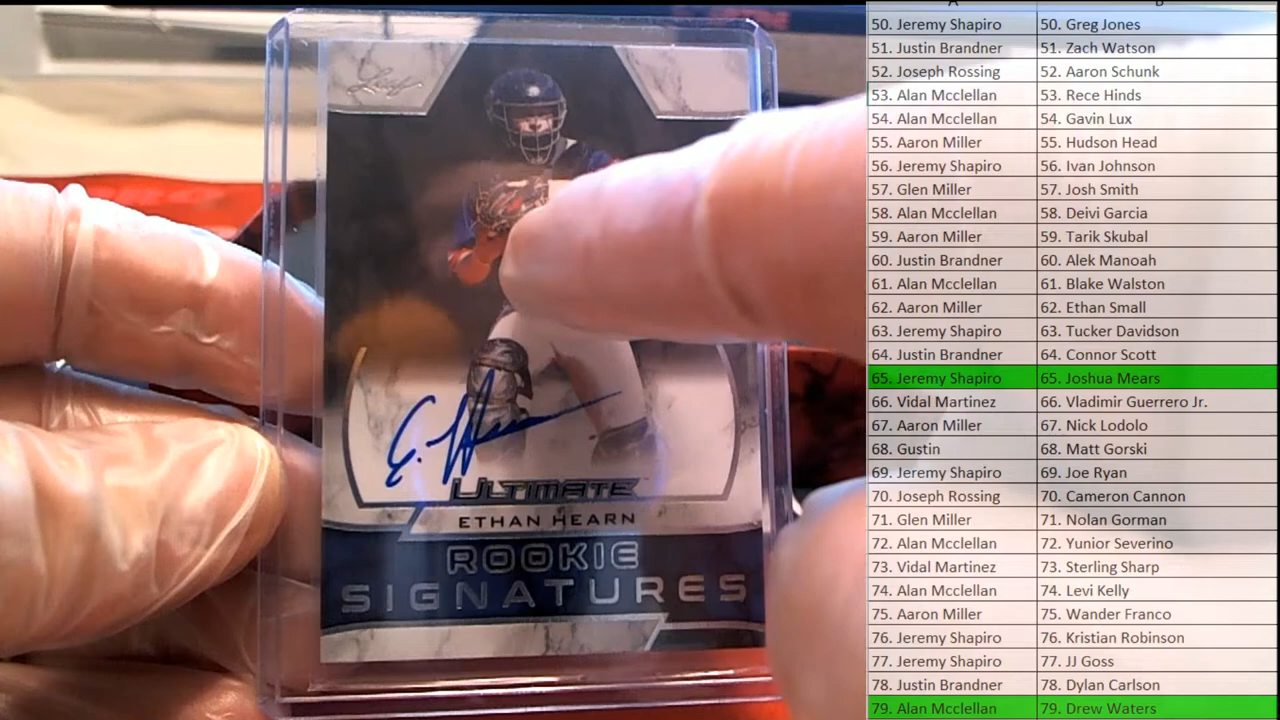 Leaf
E. H
ULTIMATE
ETHAN HEARN
ROOKIE
SIGNATURES
50. Jeremy Shapiro 50. Greg Jones
51. Justin Brandner 51. Zach Watson
52. Joseph Rossing 52. Aaron Schunk
53. Alan Mcclellan 53. Rece Hinds
54. Alan Mcclellan 54. Gavin Lux
55. Aaron Miller 55. Hudson Head
56. Jeremy Shapiro 56. Ivan Johnson
57. Glen Miller 57. Josh Smith
58. Alan Mcclellan 58. Deivi Garcia
59. Aaron Miller 59. Tarik Skubal
60. Justin Brandner 60. Alek Manoah
61. Alan Mcclellan 61. Blake Walston
62. Aaron Miller 62. Ethan Small
63. Jeremy Shapiro 63. Tucker Davidson
64. Justin Brandner 64. Connor Scott
65. Jeremy Shapiro 65. Joshua Mears
66. Vidal Martinez 66. Vladimir Guerrero Jr.
67. Aaron Miller 67. Nick Lodolo
68. Gustin 68. Matt Gorski
69. Jeremy Shapiro 69. Joe Ryan
70. Joseph Rossing 70. Cameron Cannon
71. Glen Miller 71. Nolan Gorman
72. Alan Mcclellan 72. Yunior Severino
73. Vidal Martinez 73. Sterling Sharp
74. Alan Mcclellan 74. Levi Kelly
75. Aaron Miller 75. Wander Franco
76. Jeremy Shapiro 76. Kristian Robinson
77. Jeremy Shapiro 77. JJ Goss
78. Justin Brandner 78. Dylan Carlson
79. Alan Mcclellan 79. Drew Waters